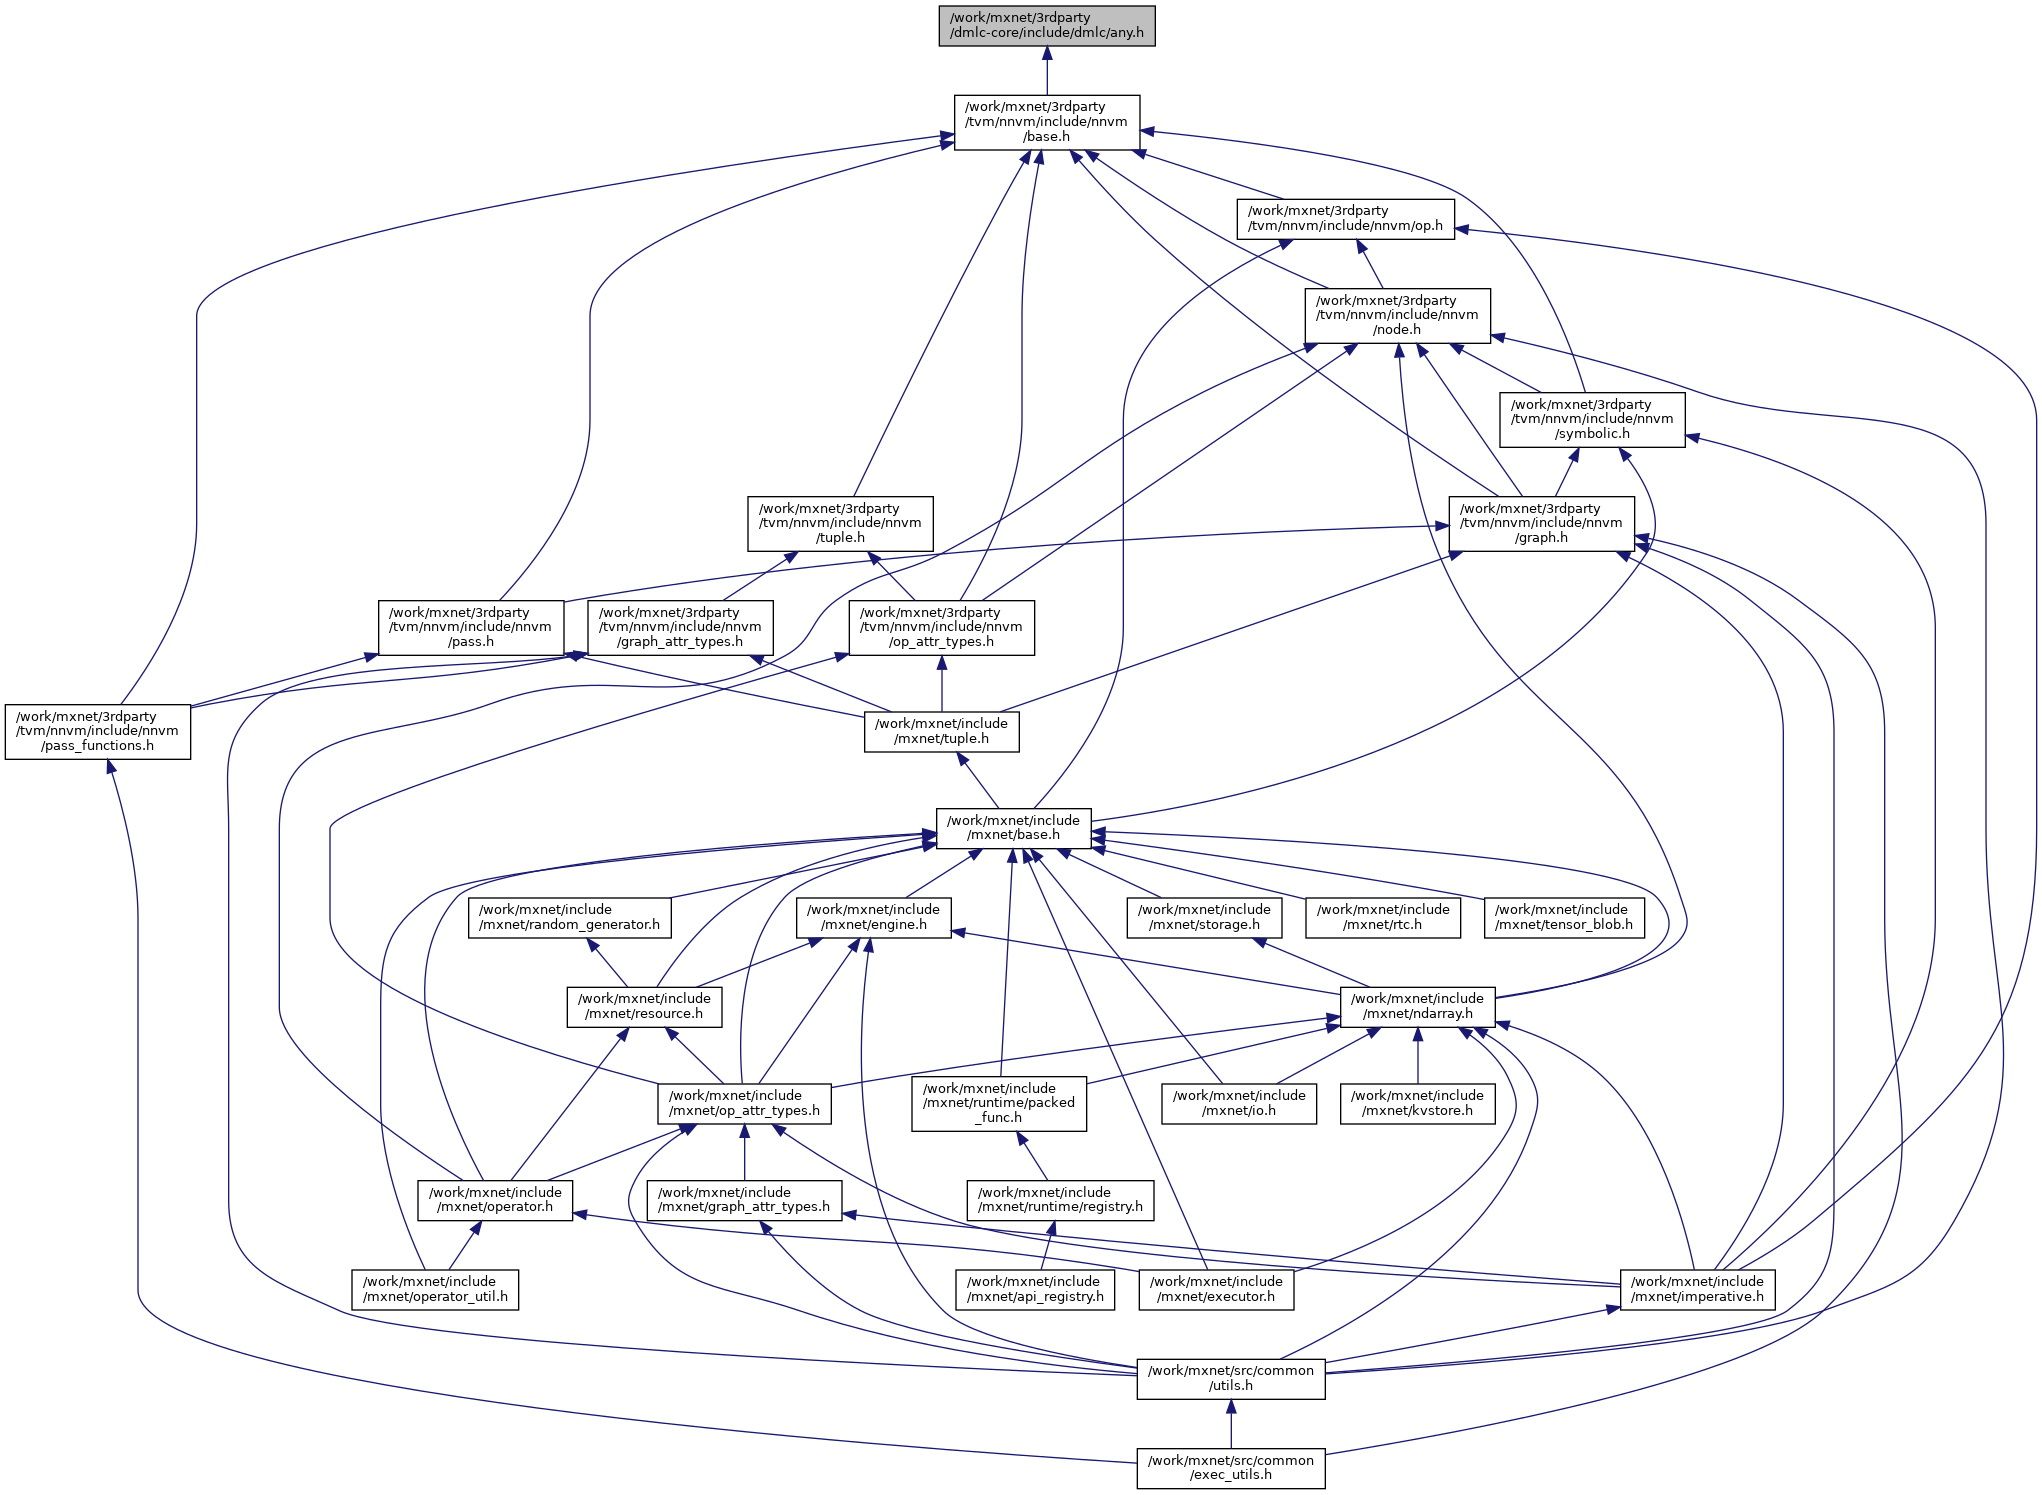 /work/mxnet/3rdparty
/dmlc-core/include/dmlc/any.h
/work/mxnet/3rdparty
/tvm/nnvm/include/nnvm
/base.h
/work/mxnet/3rdparty
/tvm/nnvm/include/nnvm/op.h
/work/mxnet/3rdparty
/tvm/nnvm/include/nnvm
/node.h
/work/mxnet/3rdparty
/tvm/nnvm/include/nnvm
/symbolic.h
/work/mxnet/3rdparty
/tvm/nnvm/include/nnvm
/tuple.h
/work/mxnet/3rdparty
/tvm/nnvm/include/nnvm
/graph.h
/work/mxnet/3rdparty
/tvm/nnvm/include/nnvm
/pass.h
/work/mxnet/3rdparty
/tvm/nnvm/include/nnvm
/graph_attr_types.h
/work/mxnet/3rdparty
/tvm/nnvm/include/nnvm
/op_attr_types.h
/work/mxnet/3rdparty
/tvm/nnvm/include/nnvm
/pass_functions.h
/work/mxnet/include
/mxnet/tuple.h
/work/mxnet/include
/mxnet/base.h
/work/mxnet/include
/mxnet/random_generator.h
/work/mxnet/include
/mxnet/engine.h
/work/mxnet/include
/mxnet/storage.h
/work/mxnet/include
/mxnet/rtc.h
/work/mxnet/include
/mxnet/tensor_blob.h
/work/mxnet/include
/mxnet/resource.h
/work/mxnet/include
/mxnet/ndarray.h
/work/mxnet/include
/mxnet/op_attr_types.h
/work/mxnet/include
/mxnet/runtime/packed
_func.h
/work/mxnet/include
/mxnet/io.h
/work/mxnet/include
/mxnet/kvstore.h
/work/mxnet/include
/mxnet/operator.h
/work/mxnet/include
/mxnet/graph_attr_types.h
/work/mxnet/include
/mxnet/runtime/registry.h
/work/mxnet/include
/mxnet/operator_util.h
/work/mxnet/include
/mxnet/api_registry.h
/work/mxnet/include
/mxnet/executor.h
/work/mxnet/include
/mxnet/imperative.h
/work/mxnet/src/common
/utils.h
/work/mxnet/src/common
/exec_utils.h